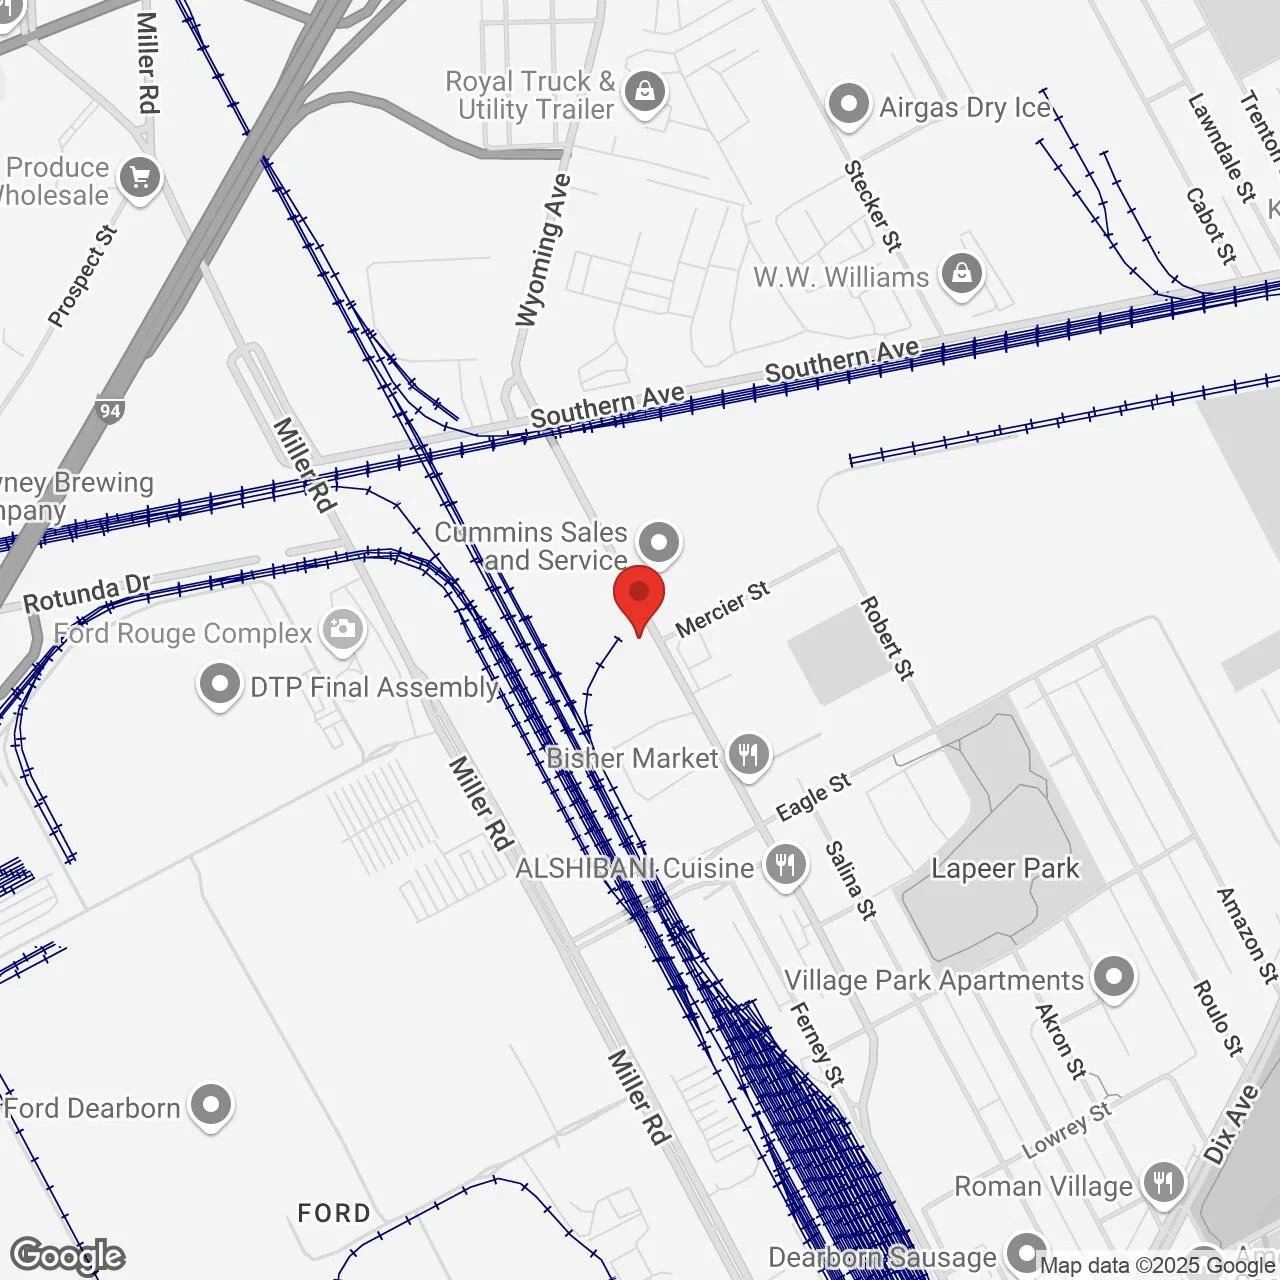 Miller Rd
Royal Truck &
Utility Trailer
Airgas Dry Ice
Lawndale St
Trenton
Produce
Wholesale
Stecker St
Cabot St
K
Prospect St
Wyoming Ave
W.W. Williams
Southern Ave
Southern Ave
94
Miller Rd
ney Brewing
mpany
Cummins Sales
and Service
Rotunda Dr
Mercier St
Ford Rouge Complex
Robert St
DTP Final Assembly
Bisher Market
Miller Rd
Eagle St
ALSHIBANI Cuisine
Salina St
Lapeer Park
Amazon St
Village Park Apartments
Roulo St
Ferney St
Akron St
Miller Rd
Ford Dearborn
Lowrey St
Dix Ave
Roman Village
FORD
Dearborn Sausage
Google
Map data ©2025 Google